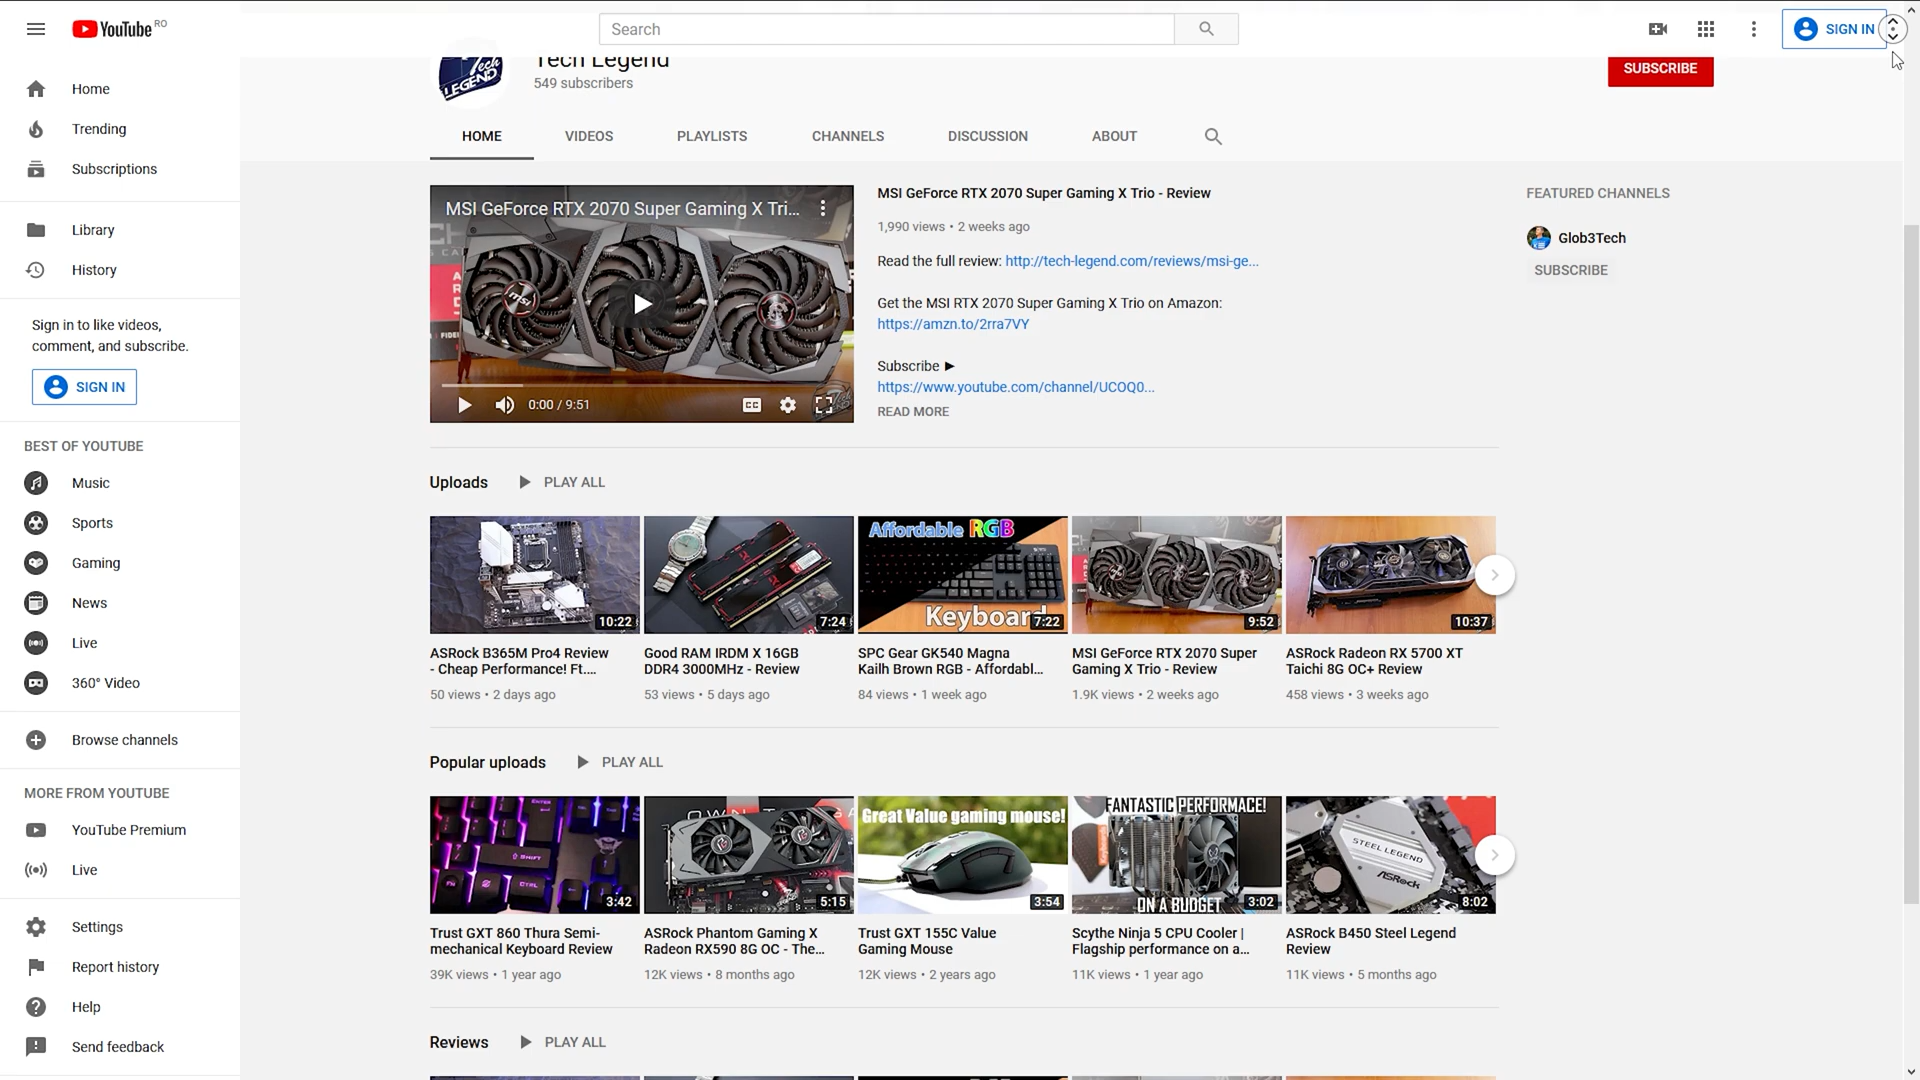 YouTube RO
Search
SIGN IN
Home
Trending
Subscriptions
Library
History
Sign in to like videos,
comment, and subscribe.
SIGN IN
BEST OF YOUTUBE
Music
Sports
Gaming
News
Live
360° Video
Browse channels
MORE FROM YOUTUBE
YouTube Premium
Live
Settings
Report history
Help
Send feedback
Tech LEGEND
Tech Legend
549 subscribers
SUBSCRIBE
HOME VIDEOS PLAYLISTS CHANNELS DISCUSSION ABOUT
MSI GeForce RTX 2070 Super Gaming X Tri...
msi
0:00 / 9:51
MSI GeForce RTX 2070 Super Gaming X Trio - Review
1,990 views • 2 weeks ago
Read the full review: http://tech-legend.com/reviews/msi-ge...
Get the MSI RTX 2070 Super Gaming X Trio on Amazon:
https://amzn.to/2rra7VY
Subscribe ►
https://www.youtube.com/channel/UCOQ0...
READ MORE
FEATURED CHANNELS
Glob3Tech
SUBSCRIBE
Uploads PLAY ALL
10:22
ASRock B365M Pro4 Review
- Cheap Performance! Ft....
50 views • 2 days ago
7:24
Good RAM IRDM X 16GB
DDR4 3000MHz - Review
53 views • 5 days ago
Affordable RGB
Keyboard
7:22
SPC Gear GK540 Magna
Kailh Brown RGB - Affordabl...
84 views • 1 week ago
9:52
MSI GeForce RTX 2070 Super
Gaming X Trio - Review
1.9K views • 2 weeks ago
10:37
ASRock Radeon RX 5700 XT
Taichi 8G OC+ Review
458 views • 3 weeks ago
Popular uploads PLAY ALL
ENTER
SHIFT
CTRL
FN
3:42
Trust GXT 860 Thura Semi-
mechanical Keyboard Review
39K views • 1 year ago
5:15
ASRock Phantom Gaming X
Radeon RX590 8G OC - The...
12K views • 8 months ago
Great Value gaming mouse!
3:54
Trust GXT 155C Value
Gaming Mouse
12K views • 2 years ago
FANTASTIC PERFORMACE!
ON A BUDGET
3:02
Scythe Ninja 5 CPU Cooler |
Flagship performance on a...
11K views • 1 year ago
STEEL LEGEND
ASRock
8:02
ASRock B450 Steel Legend
Review
11K views • 5 months ago
Reviews PLAY ALL